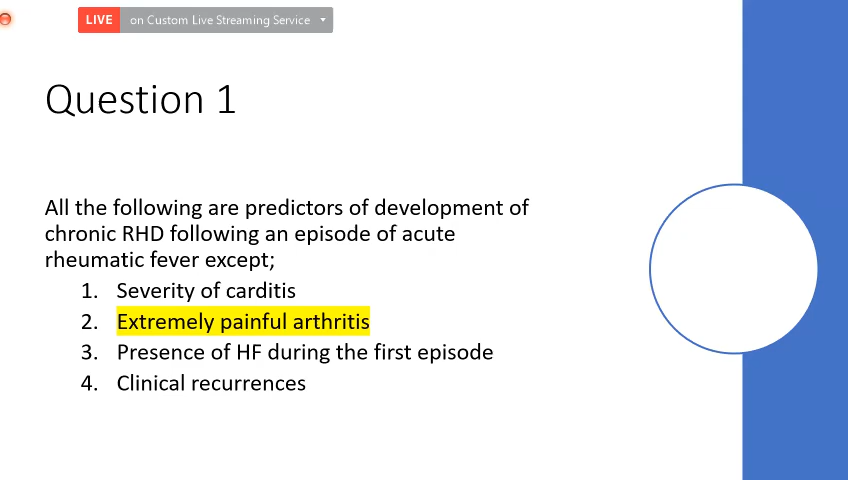 LIVE on Custom Live Streaming Service
Question 1
All the following are predictors of development of
chronic RHD following an episode of acute
rheumatic fever except;
1. Severity of carditis
2. Extremely painful arthritis
3. Presence of HF during the first episode
4. Clinical recurrences